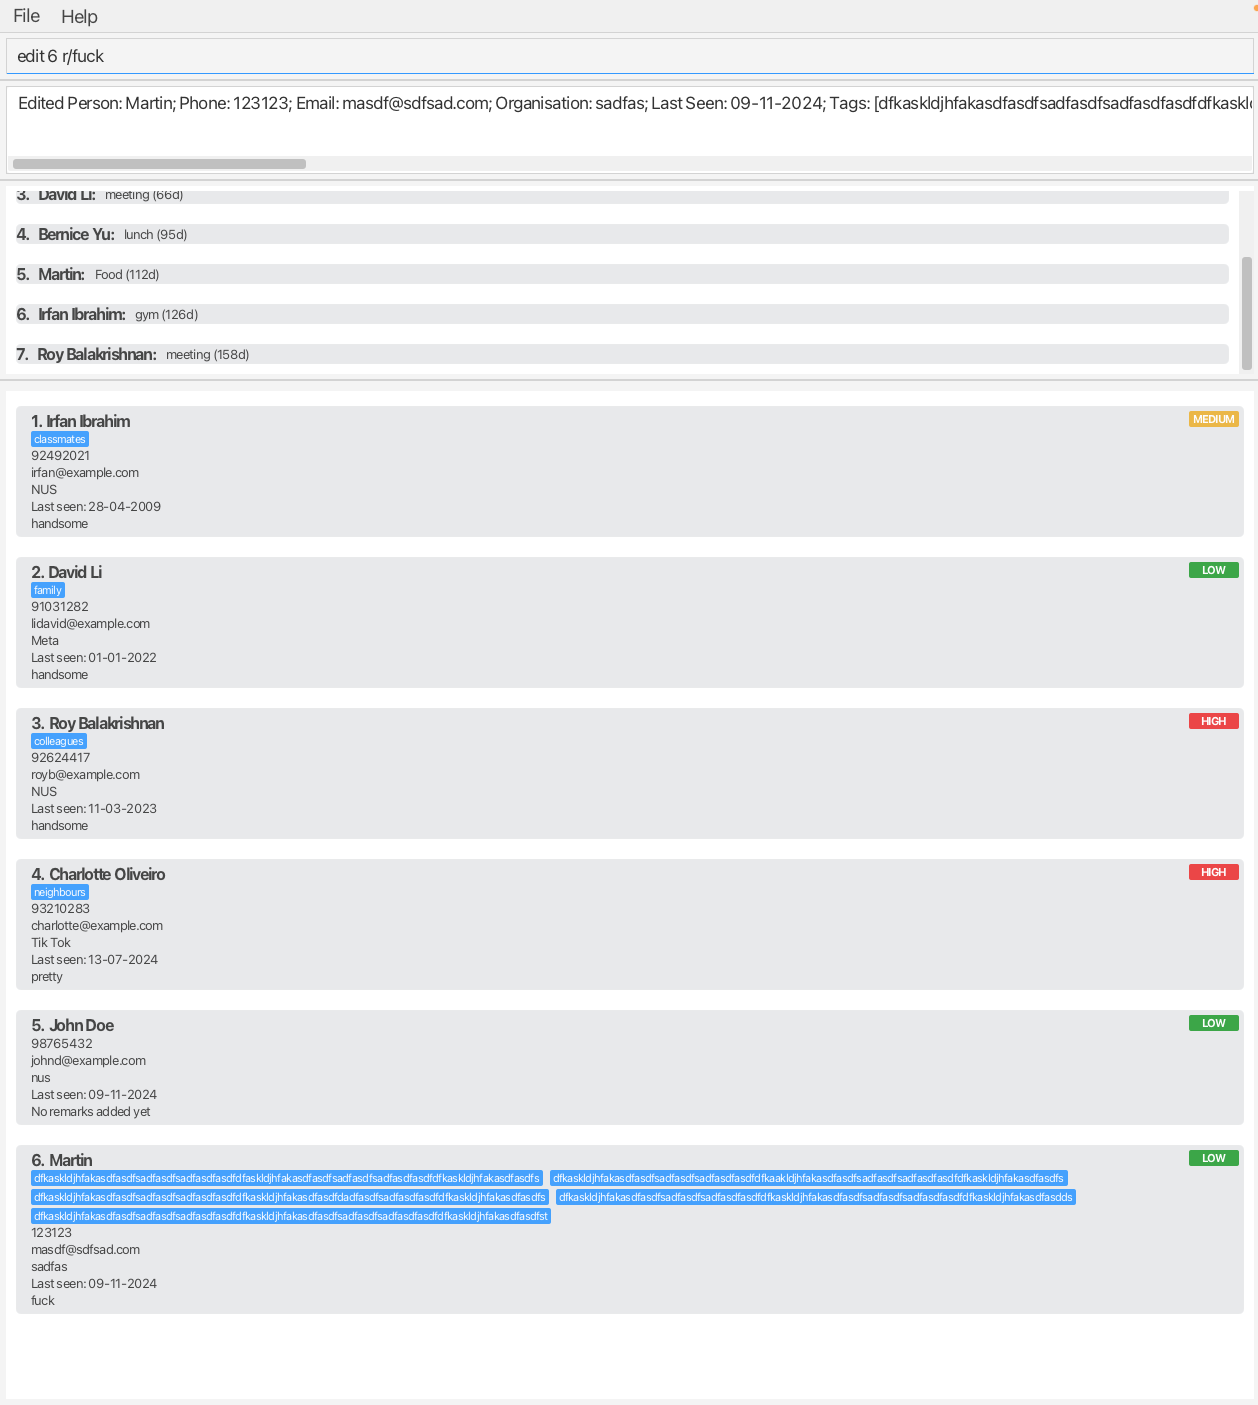 File Help
edit 6 r/fuck
Edited Person: Martin; Phone: 123123; Email: masdf@sdfsad.com; Organisation: sadfas; Last Seen: 09-11-2024; Tags: [dfkaskldjhfakasdfasdfsadfasdfsadfasdfasdfdfkaskld
3. David Li: meeting (66d)
4. Bernice Yu: lunch (95d)
5. Martin: Food (112d)
6. Irfan Ibrahim: gym (126d)
7. Roy Balakrishnan: meeting (158d)
1. Irfan Ibrahim MEDIUM
classmates
92492021
irfan@example.com
NUS
Last seen: 28-04-2009
handsome
2. David Li LOW
family
91031282
lidavid@example.com
Meta
Last seen: 01-01-2022
handsome
3. Roy Balakrishnan HIGH
colleagues
92624417
royb@example.com
NUS
Last seen: 11-03-2023
handsome
4. Charlotte Oliveiro HIGH
neighbours
93210283
charlotte@example.com
Tik Tok
Last seen: 13-07-2024
pretty
5. John Doe LOW
98765432
johnd@example.com
nus
Last seen: 09-11-2024
No remarks added yet
6. Martin LOW
dfkaskldjhfakasdfasdfsadfasdfsadfasdfasdfdfaskldjhfakasdfasdfsadfasdfsadfasdfasdfdfkaskldjhfakasdfasdfs dfkaskldjhfakasdfasdfsadfasdfsadfasdfasdfdfkaakldjhfakasdfasdfsadfasdfsadfasdfasdfdfkaskldjhfakasdfasdfs
dfkaskldjhfakasdfasdfsadfasdfsadfasdfasdfdfkaskldjhfakasdfasdfdadfasdfsadfasdfasdfdfkaskldjhfakasdfasdfs dfkaskldjhfakasdfasdfsadfasdfsadfasdfasdfdfkaskldjhfakasdfasdfsadfasdfsadfasdfasdfdfkaskldjhfakasdfasdds
dfkaskldjhfakasdfasdfsadfasdfsadfasdfasdfdfkaskldjhfakasdfasdfsadfasdfsadfasdfasdfdfkaskldjhfakasdfasdfst
123123
masdf@sdfsad.com
sadfas
Last seen: 09-11-2024
fuck